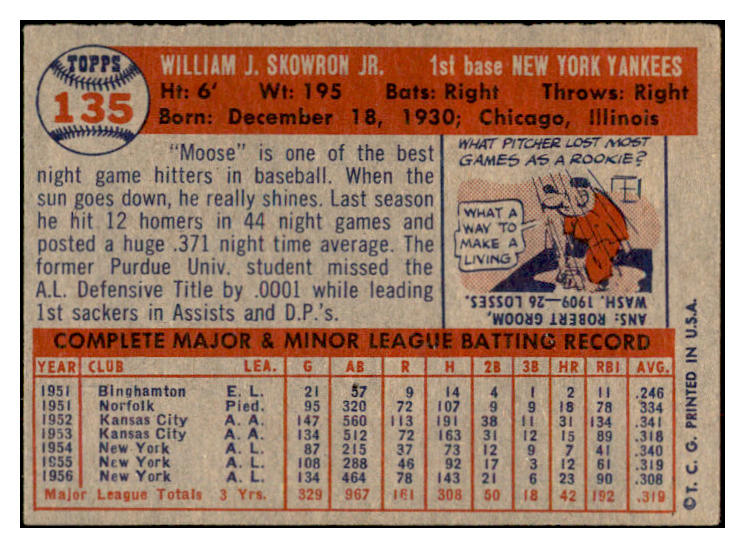 TOPPS
135
WILLIAM J. SKOWRON JR. 1st base NEW YORK YANKEES
Ht: 6' Wt: 195 Bats: Right Throws: Right
Born: December 18, 1930; Chicago, Illinois
"Moose" is one of the best
night game hitters in baseball. When the
sun goes down, he really shines. Last season
he hit 12 homers in 44 night games and
posted a huge .371 night time average. The
former Purdue Univ. student missed the
A.L. Defensive Title by .0001 while leading
1st sackers in Assists and D.P.'s.
WHAT PITCHER LOST MOST
GAMES AS A ROOKIE?
WHAT A
WAY TO
MAKE A
LIVING
ANS: ROBERT GROOM,
WASH. 1909—26 LOSSES.
COMPLETE MAJOR & MINOR LEAGUE BATTING RECORD
YEAR CLUB LEA. G AB R H 2B 3B HR RBI AVG.
1951 Binghamton E. L. 21 57 9 14 4 1 2 11 .246
1951 Norfolk Pied. 95 320 72 107 9 9 18 78 .334
1952 Kansas City A. A. 147 560 113 191 38 11 31 134 .341
1953 Kansas City A. A. 134 512 72 163 31 12 15 89 .318
1954 New York A. L. 87 215 37 73 12 9 7 41 .340
1955 New York A. L. 108 288 46 92 17 3 12 61 .319
1956 New York A. L. 134 464 78 143 21 6 23 90 .308
Major League Totals 3 Yrs. 329 967 161 308 50 18 42 192 .319
© T. C. G. PRINTED IN U.S.A.